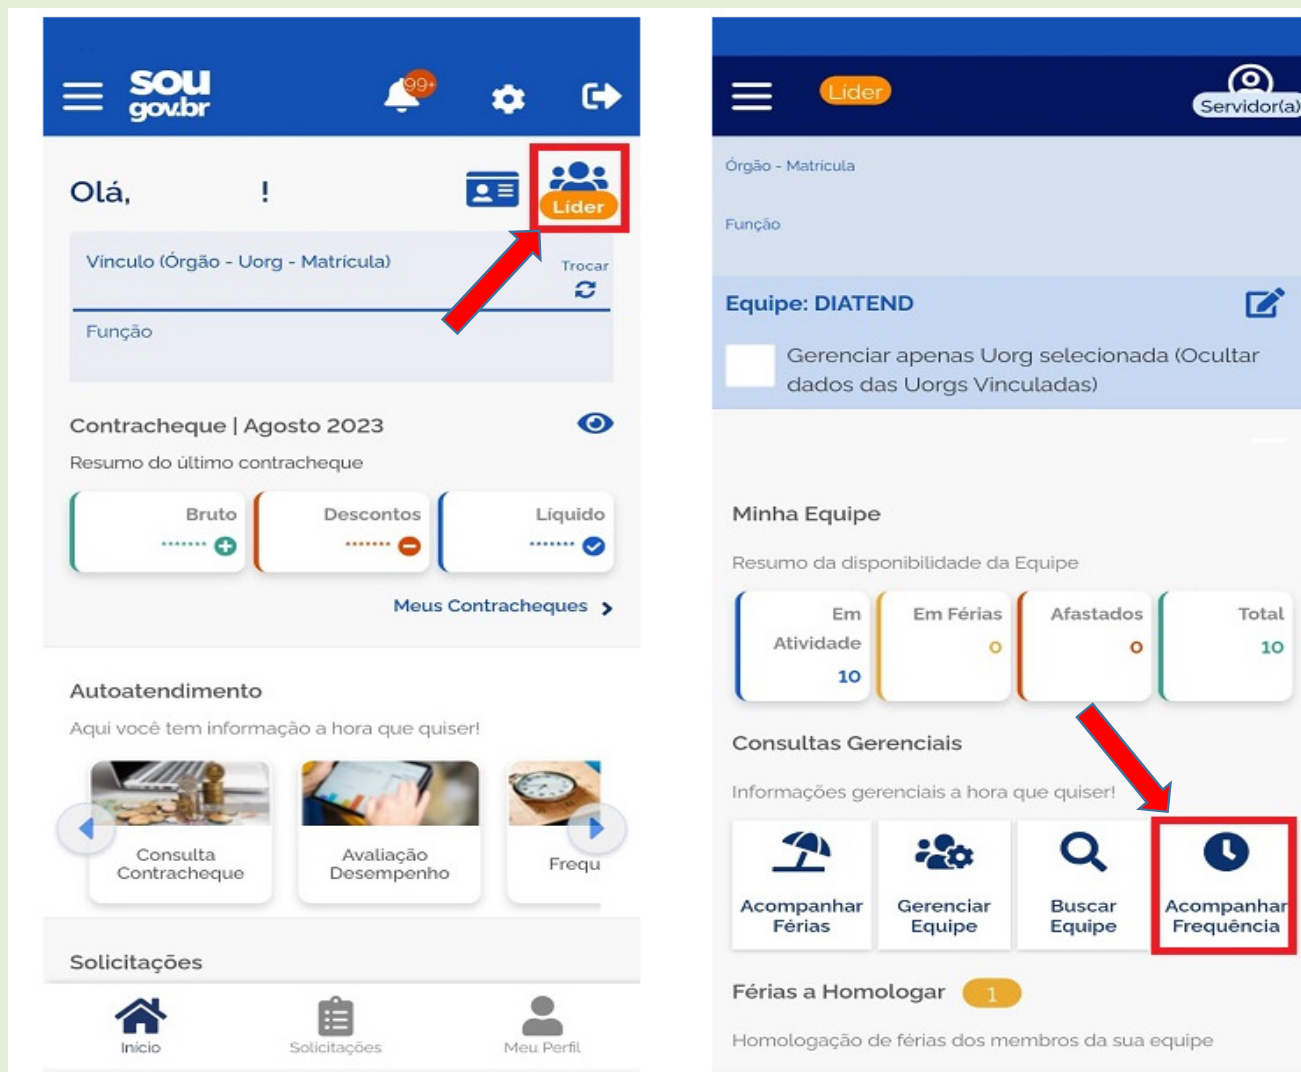 sou
gov.br
99+
Olá, !
Líder
Vínculo (Órgão - Uorg - Matrícula)
Trocar
Função
Contracheque | Agosto 2023
Resumo do último contracheque
Bruto
*******
Descontos
*******
Líquido
*******
Meus Contracheques
Autoatendimento
Aqui você tem informação a hora que quiser!
Consulta
Contracheque
Avaliação
Desempenho
Frequ
Solicitações
Início
Solicitações
Meu Perfil
Líder
Servidor(a)
Órgão - Matrícula
Função
Equipe: DIATEND
Gerenciar apenas Uorg selecionada (Ocultar
dados das Uorgs Vinculadas)
Minha Equipe
Resumo da disponibilidade da Equipe
Em
Atividade
10
Em Férias
0
Afastados
0
Total
10
Consultas Gerenciais
Informações gerenciais a hora que quiser!
Acompanhar
Férias
Gerenciar
Equipe
Buscar
Equipe
Acompanhar
Frequência
Férias a Homologar 1
Homologação de férias dos membros da sua equipe